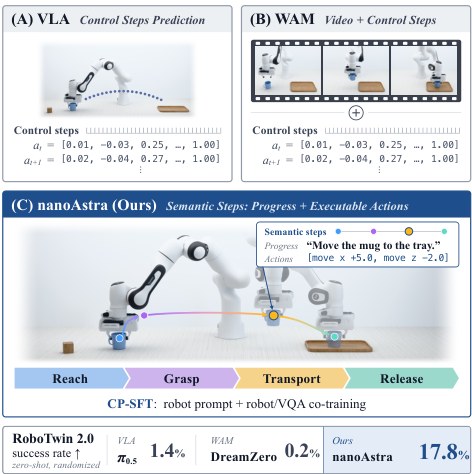 (A) VLA Control Steps Prediction
Control steps
a_t = [0.01, −0.03, 0.25, …, 1.00]
a_{t+1} = [0.02, −0.04, 0.27, …, 1.00]
⋮
(B) WAM Video + Control Steps
Control steps
a_t = [0.01, −0.03, 0.25, …, 1.00]
a_{t+1} = [0.02, −0.04, 0.27, …, 1.00]
⋮
(C) nanoAstra (Ours) Semantic Steps: Progress + Executable Actions
Semantic steps
Progress “Move the mug to the tray.”
Actions [move x +5.0, move z −2.0]
Reach Grasp Transport Release
CP-SFT: robot prompt + robot/VQA co-training
RoboTwin 2.0
success rate ↑
zero-shot, randomized
VLA
π0.5 1.4%
WAM
DreamZero 0.2%
Ours
nanoAstra 17.8%